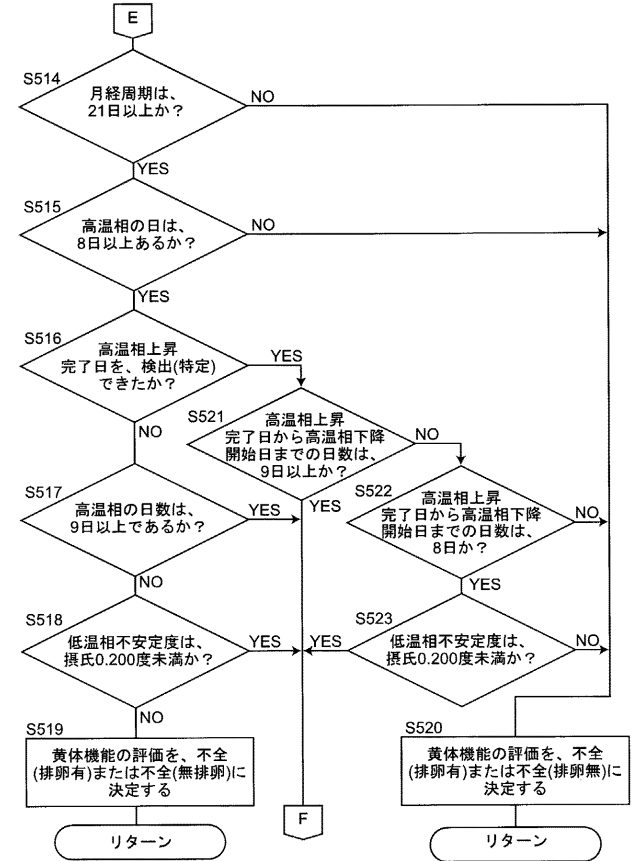 E
S514
月経周期は、
21日以上か？
NO
YES
S515
高温相の日は、
8日以上あるか？
NO
YES
S516
高温相上昇
完了日を、検出(特定)
できたか？
YES
NO
S521
高温相上昇
完了日から高温相下降
開始日までの日数は、
9日以上か？
NO
YES
S517
高温相の日数は、
9日以上であるか？
YES
NO
S522
高温相上昇
完了日から高温相下降
開始日までの日数は、
8日か？
NO
YES
S518
低温相不安定度は、
摂氏0.200度未満か？
YES
NO
S523
低温相不安定度は、
摂氏0.200度未満か？
YES
NO
S519
黄体機能の評価を、不全
(排卵有)または不全(無排卵)に
決定する
リターン
F
S520
黄体機能の評価を、不全
(排卵有)または不全(排卵無)に
決定する
リターン